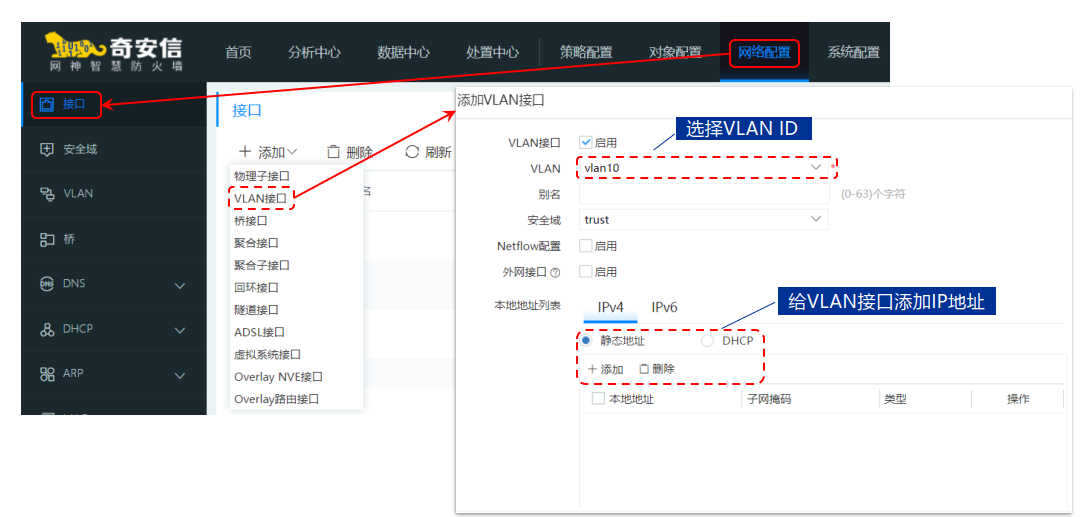 奇安信
网神智慧防火墙
首页 分析中心 数据中心 处置中心 策略配置 对象配置 网络配置 系统配置
接口
安全域
VLAN
桥
DNS
DHCP
ARP
接口
添加 删除 刷新
名
物理子接口
VLAN接口
桥接口
聚合接口
聚合子接口
回环接口
隧道接口
ADSL接口
虚拟系统接口
Overlay NVE接口
Overlay路由接口
添加VLAN接口
选择VLAN ID
VLAN接口 启用
VLAN vlan10 *
别名 (0-63)个字符
安全域 trust
Netflow配置 启用
外网接口 启用
给VLAN接口添加IP地址
本地地址列表 IPv4 IPv6
静态地址 DHCP
添加 删除
本地地址 子网掩码 类型 操作